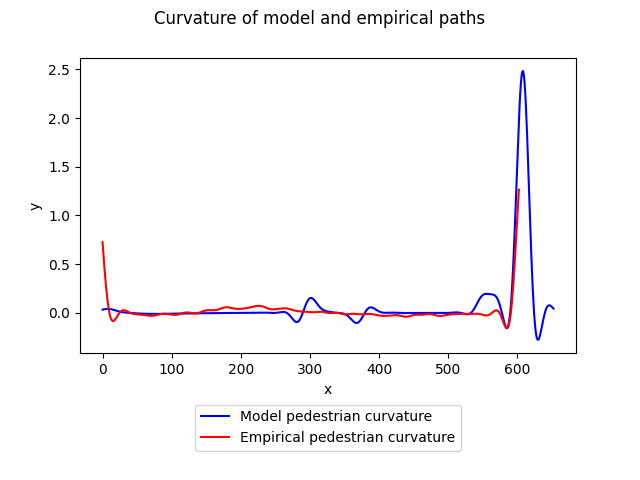 Curvature of model and empirical paths
2.5
2.0
1.5
1.0
0.5
0.0
y
0 100 200 300 400 500 600
x
Model pedestrian curvature
Empirical pedestrian curvature